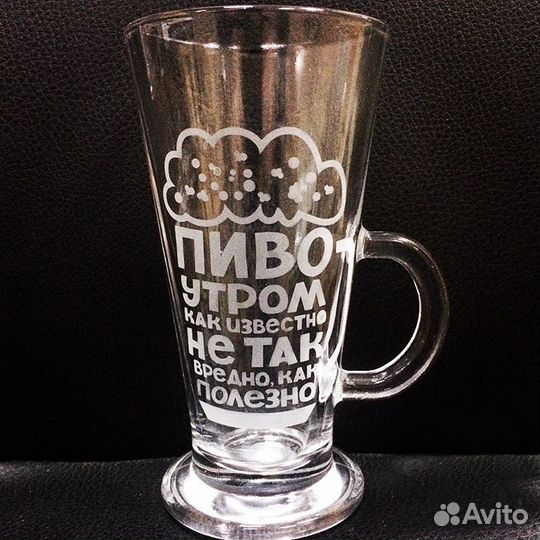 ПИВО
УТРОМ
КАК ИЗВЕСТНО
НЕ ТАК
ВРЕДНО, КАК
ПОЛЕЗНО
Avito